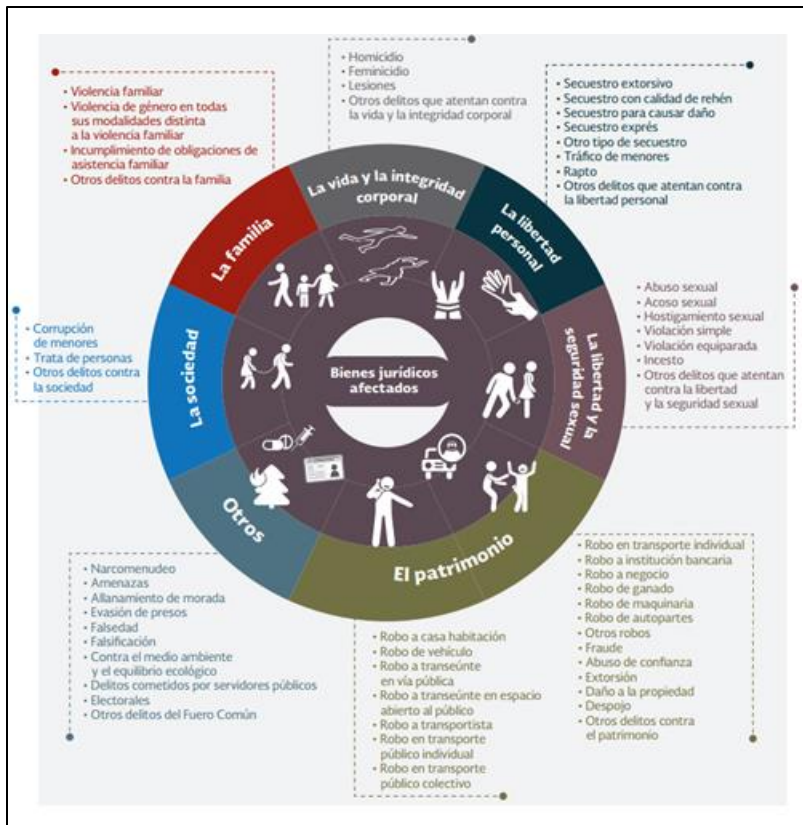 • Homicidio
• Feminicidio
• Lesiones
• Otros delitos que atentan contra
la vida y la integridad corporal
• Violencia familiar
• Violencia de género en todas
sus modalidades distinta
a la violencia familiar
• Incumplimiento de obligaciones de
asistencia familiar
• Otros delitos contra la familia
• Secuestro extorsivo
• Secuestro con calidad de rehén
• Secuestro para causar daño
• Secuestro exprés
• Otro tipo de secuestro
• Tráfico de menores
• Rapto
• Otros delitos que atentan contra
la libertad personal
La vida y la integridad
corporal
La familia
La libertad
personal
• Abuso sexual
• Acoso sexual
• Hostigamiento sexual
• Violación simple
• Violación equiparada
• Incesto
• Otros delitos que atentan
contra la libertad
y la seguridad sexual
La libertad y la
seguridad sexual
• Corrupción
de menores
• Trata de personas
• Otros delitos contra
la sociedad
La sociedad
Bienes jurídicos
afectados
Otros
El patrimonio
• Narcomenudeo
• Amenazas
• Allanamiento de morada
• Evasión de presos
• Falsedad
• Falsificación
• Contra el medio ambiente
y el equilibrio ecológico
• Delitos cometidos por servidores públicos
• Electorales
• Otros delitos del Fuero Común
• Robo a casa habitación
• Robo de vehículo
• Robo a transeúnte
en vía pública
• Robo a transeúnte en espacio
abierto al público
• Robo a transportista
• Robo en transporte
público individual
• Robo en transporte
público colectivo
• Robo en transporte individual
• Robo a institución bancaria
• Robo a negocio
• Robo de ganado
• Robo de maquinaria
• Robo de autopartes
• Otros robos
• Fraude
• Abuso de confianza
• Extorsión
• Daño a la propiedad
• Despojo
• Otros delitos contra
el patrimonio